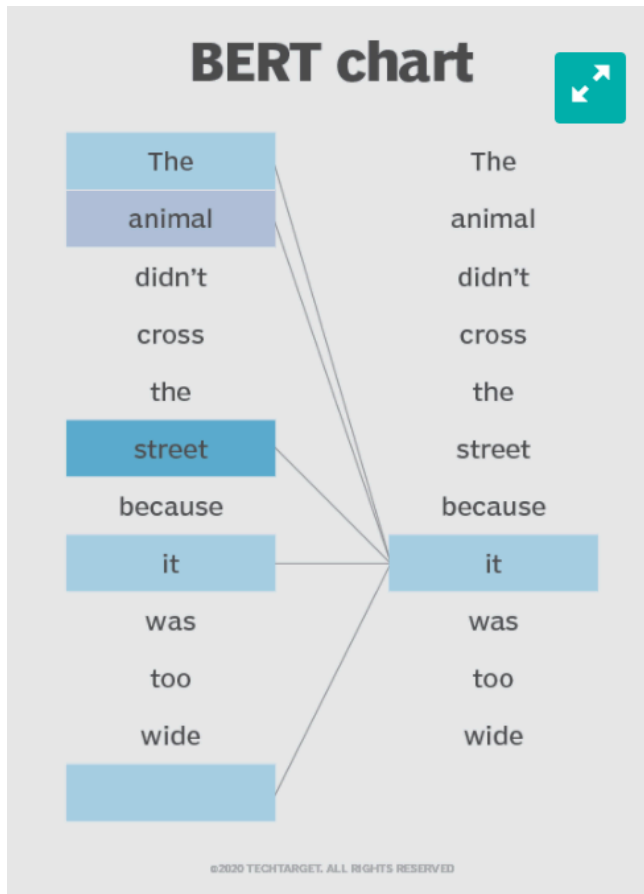 BERT chart
The The
animal animal
didn't didn't
cross cross
the the
street street
because because
it it
was was
too too
wide wide
©2020 TECHTARGET. ALL RIGHTS RESERVED